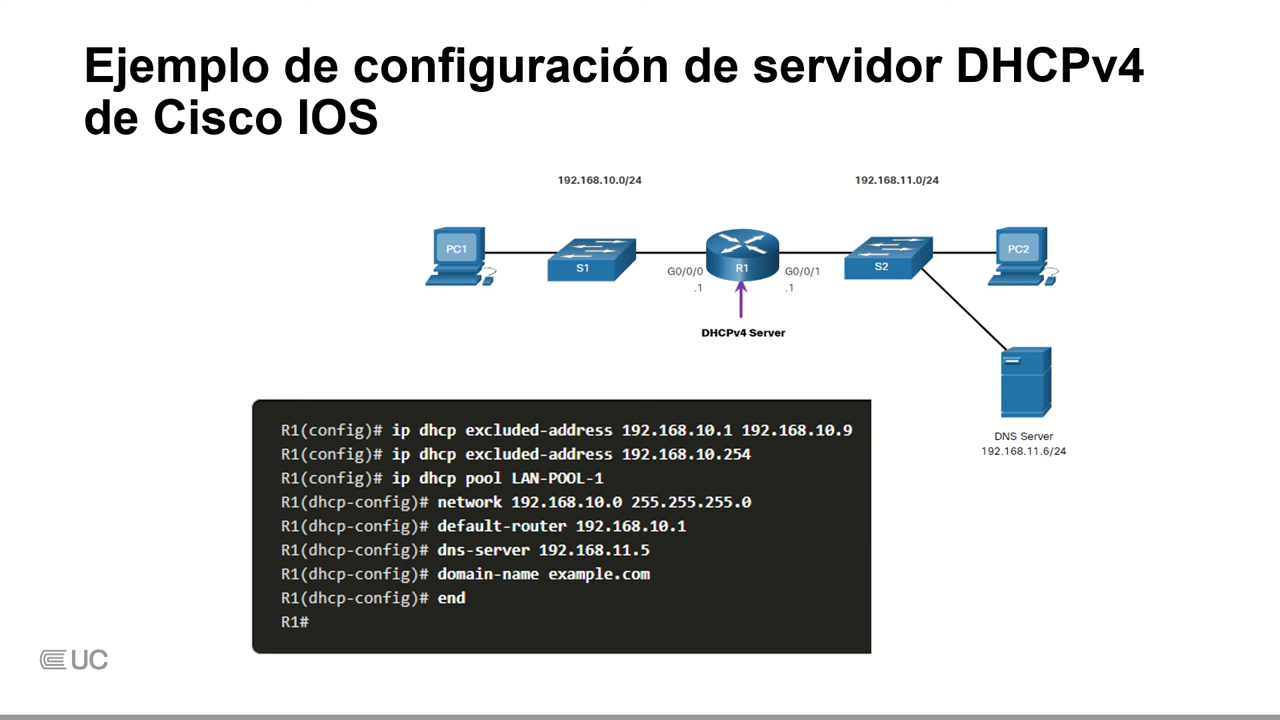 Ejemplo de configuración de servidor DHCPv4
de Cisco IOS
192.168.10.0/24
192.168.11.0/24
PC1
S1
G0/0/0
.1
R1
G0/0/1
.1
S2
PC2
DHCPv4 Server
DNS Server
192.168.11.6/24
R1(config)# ip dhcp excluded-address 192.168.10.1 192.168.10.9
R1(config)# ip dhcp excluded-address 192.168.10.254
R1(config)# ip dhcp pool LAN-POOL-1
R1(dhcp-config)# network 192.168.10.0 255.255.255.0
R1(dhcp-config)# default-router 192.168.10.1
R1(dhcp-config)# dns-server 192.168.11.5
R1(dhcp-config)# domain-name example.com
R1(dhcp-config)# end
R1#
UC